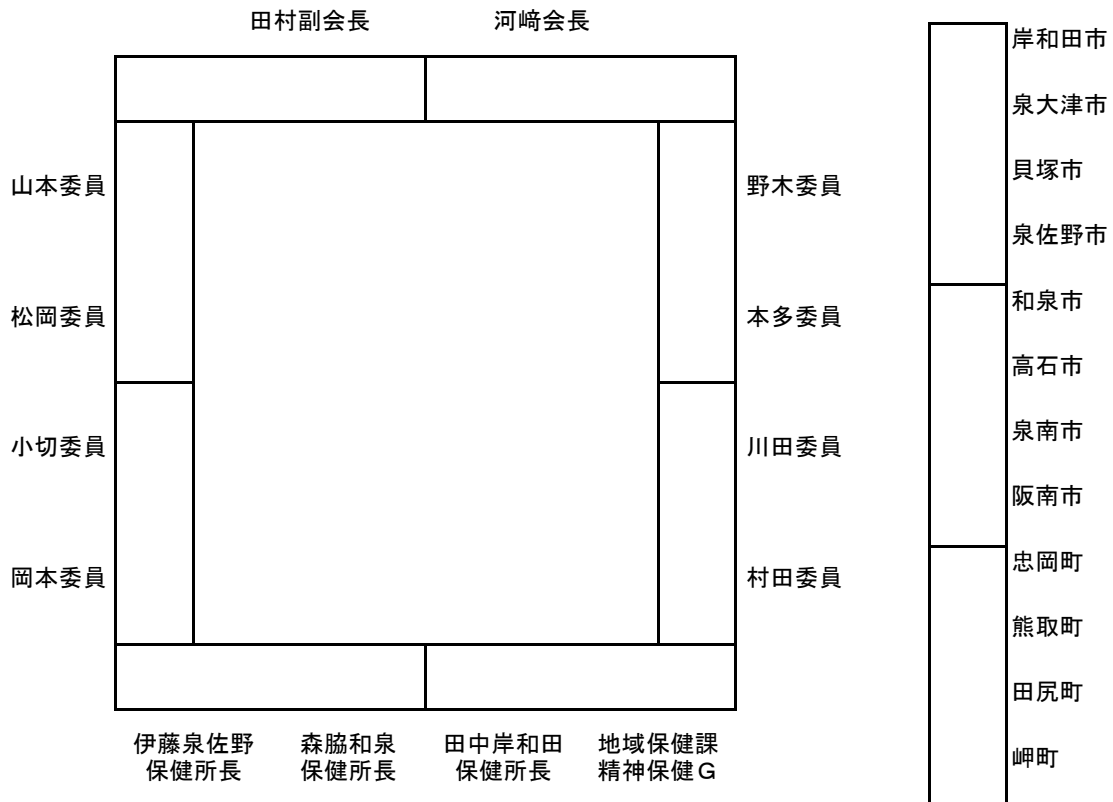 田村副会長
河﨑会長
山本委員
松岡委員
小切委員
岡本委員
野木委員
本多委員
川田委員
村田委員
伊藤泉佐野
保健所長
森脇和泉
保健所長
田中岸和田
保健所長
地域保健課
精神保健Ｇ
岸和田市
泉大津市
貝塚市
泉佐野市
和泉市
高石市
泉南市
阪南市
忠岡町
熊取町
田尻町
岬町